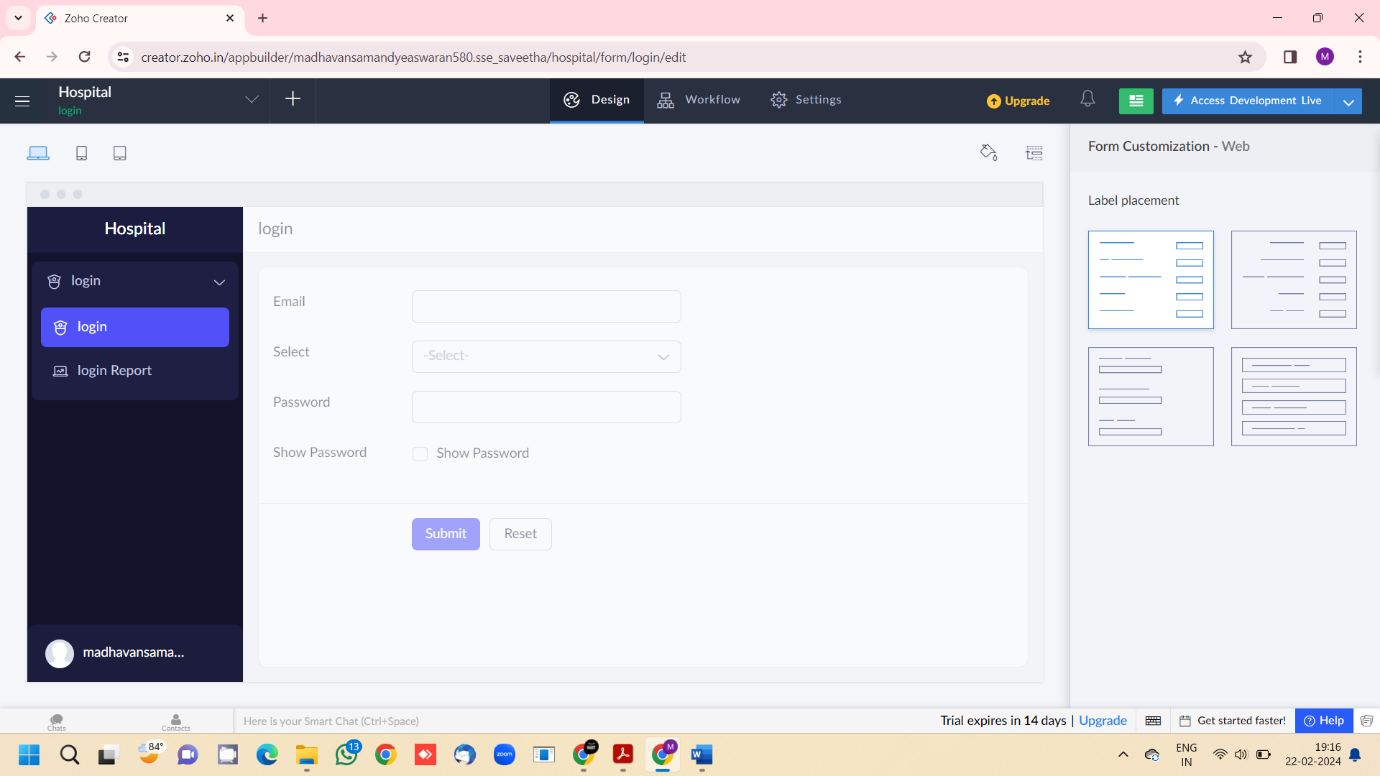 Zoho Creator
creator.zoho.in/appbuilder/madhavansamandyeaswaran580.sse_saveetha/hospital/form/login/edit
M
Hospital
login
Design
Workflow
Settings
Upgrade
Access Development Live
Form Customization - Web
Label placement
Hospital
login
login
login Report
madhavansama...
login
Email
Select
-Select-
Password
Show Password
Show Password
Submit
Reset
Chats
Contacts
Here is your Smart Chat (Ctrl+Space)
Trial expires in 14 days | Upgrade
Get started faster!
Help
84°
13
zoom
M
W
ENG
IN
19:16
22-02-2024